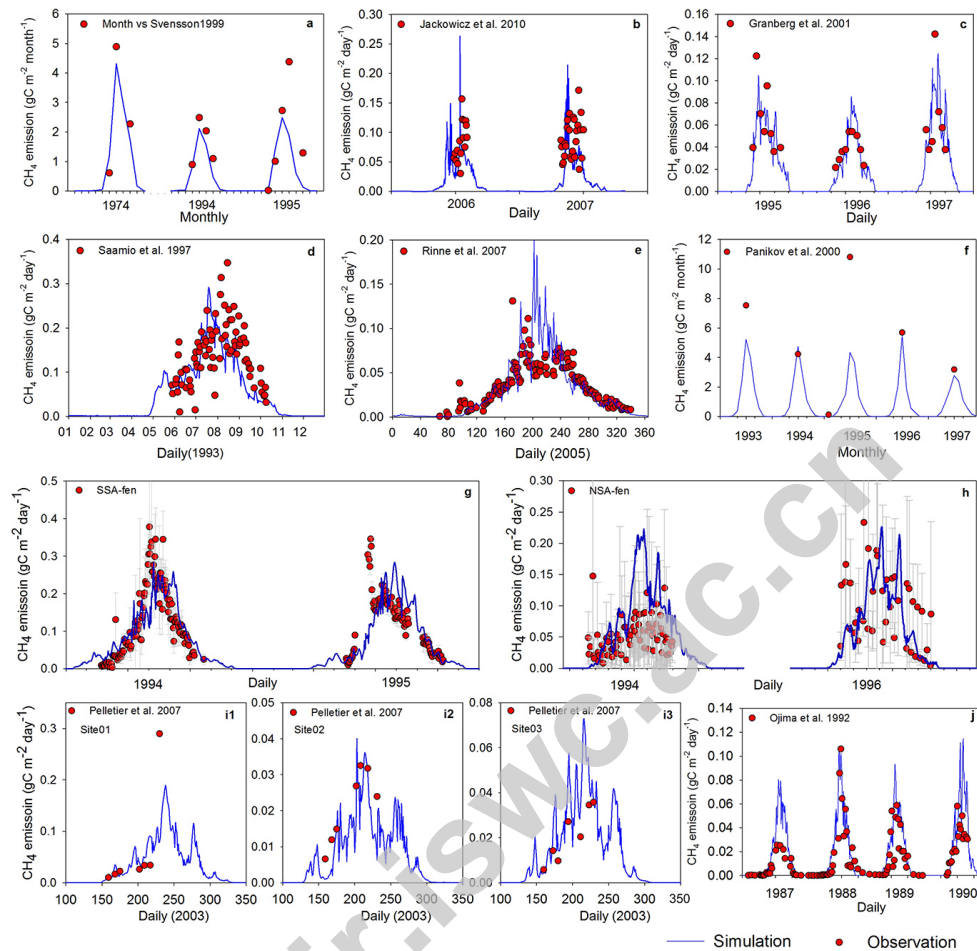 Month vs Svensson1999
a
CH4 emissoin (gC m-2 month-1)
6
5
4
3
2
1
0
1974 1994 1995
Monthly
Jackowicz et al. 2010
b
CH4 emissoin (gC m-2 day-1)
0.30
0.25
0.20
0.15
0.10
0.05
0.00
2006 2007
Daily
Granberg et al. 2001
c
CH4 emissoin (gC m-2 day-1)
0.16
0.14
0.12
0.10
0.08
0.06
0.04
0.02
0.00
1995 1996 1997
Daily
Saamio et al. 1997
d
CH4 emissoin (gC m-2 day-1)
0.4
0.3
0.2
0.1
0.0
01 02 03 04 05 06 07 08 09 10 11 12
Daily(1993)
Rinne et al. 2007
e
CH4 emissoin (gC m-2 day-1)
0.20
0.15
0.10
0.05
0.00
0 40 80 120 160 200 240 280 320 360
Daily (2005)
Panikov et al. 2000
f
CH4 emission (gC m-2 month-1)
12
10
8
6
4
2
0
1993 1994 1995 1996 1997
Monthly
SSA-fen
g
CH4 emissoin (gC m-2 day-1)
0.5
0.4
0.3
0.2
0.1
0.0
1994 Daily 1995
NSA-fen
h
CH4 emissoin (gC m-2 day-1)
0.30
0.25
0.20
0.15
0.10
0.05
0.00
1994 Daily 1996
Pelletier et al. 2007
i1
Site01
CH4 emissoin (gC m-2 day-1)
0.3
0.2
0.1
0.0
50 100 150 200 250 300 350
Daily (2003)
Pelletier et al. 2007
i2
Site02
0.05
0.04
0.03
0.02
0.01
0.00
100 150 200 250 300 350
Daily (2003)
Pelletier et al. 2007
i3
Site03
0.08
0.06
0.04
0.02
0.00
100 150 200 250 300 350
Daily (2003)
Ojima et al. 1992
j
CH4 emissoin (gC m-2 day-1)
0.16
0.14
0.12
0.10
0.08
0.06
0.04
0.02
0.00
1987 1988 1989 1990
Daily
Simulation
Observation
ir.iswc.ac.cn